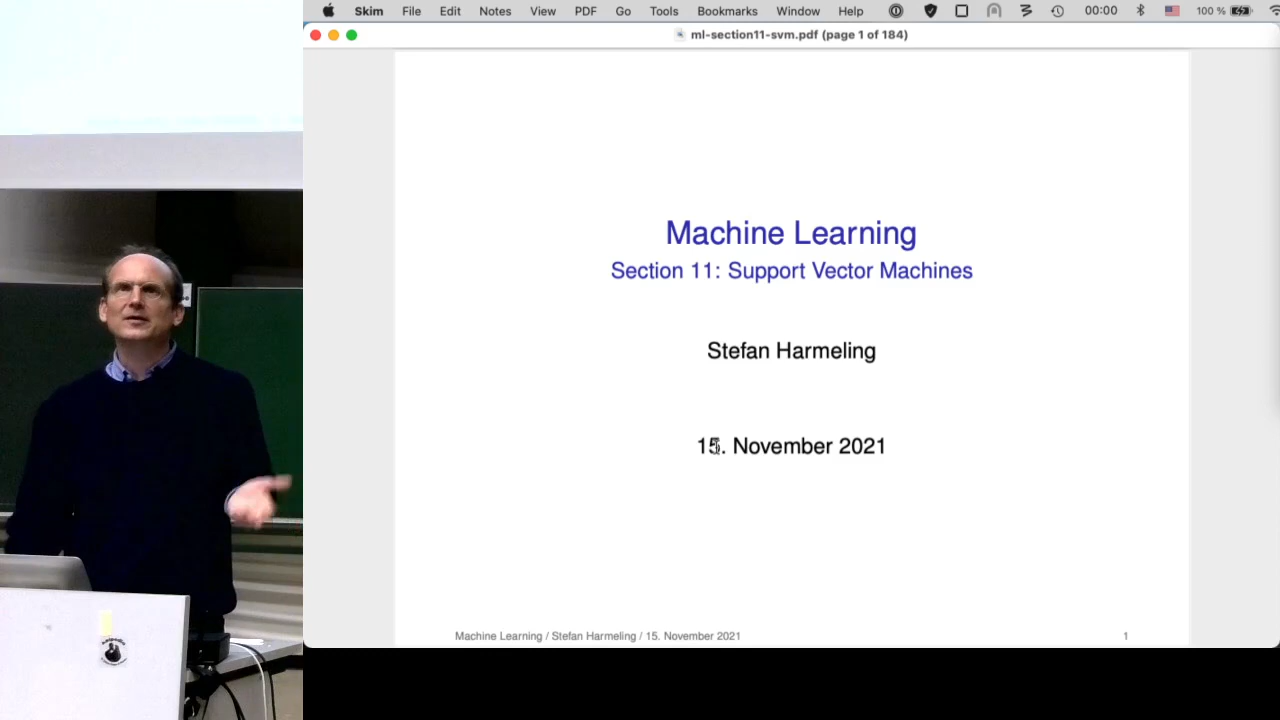 Skim File Edit Notes View PDF Go Tools Bookmarks Window Help 00:00 100 %
ml-section11-svm.pdf (page 1 of 184)
Machine Learning
Section 11: Support Vector Machines
Stefan Harmeling
15. November 2021
Machine Learning / Stefan Harmeling / 15. November 2021 1